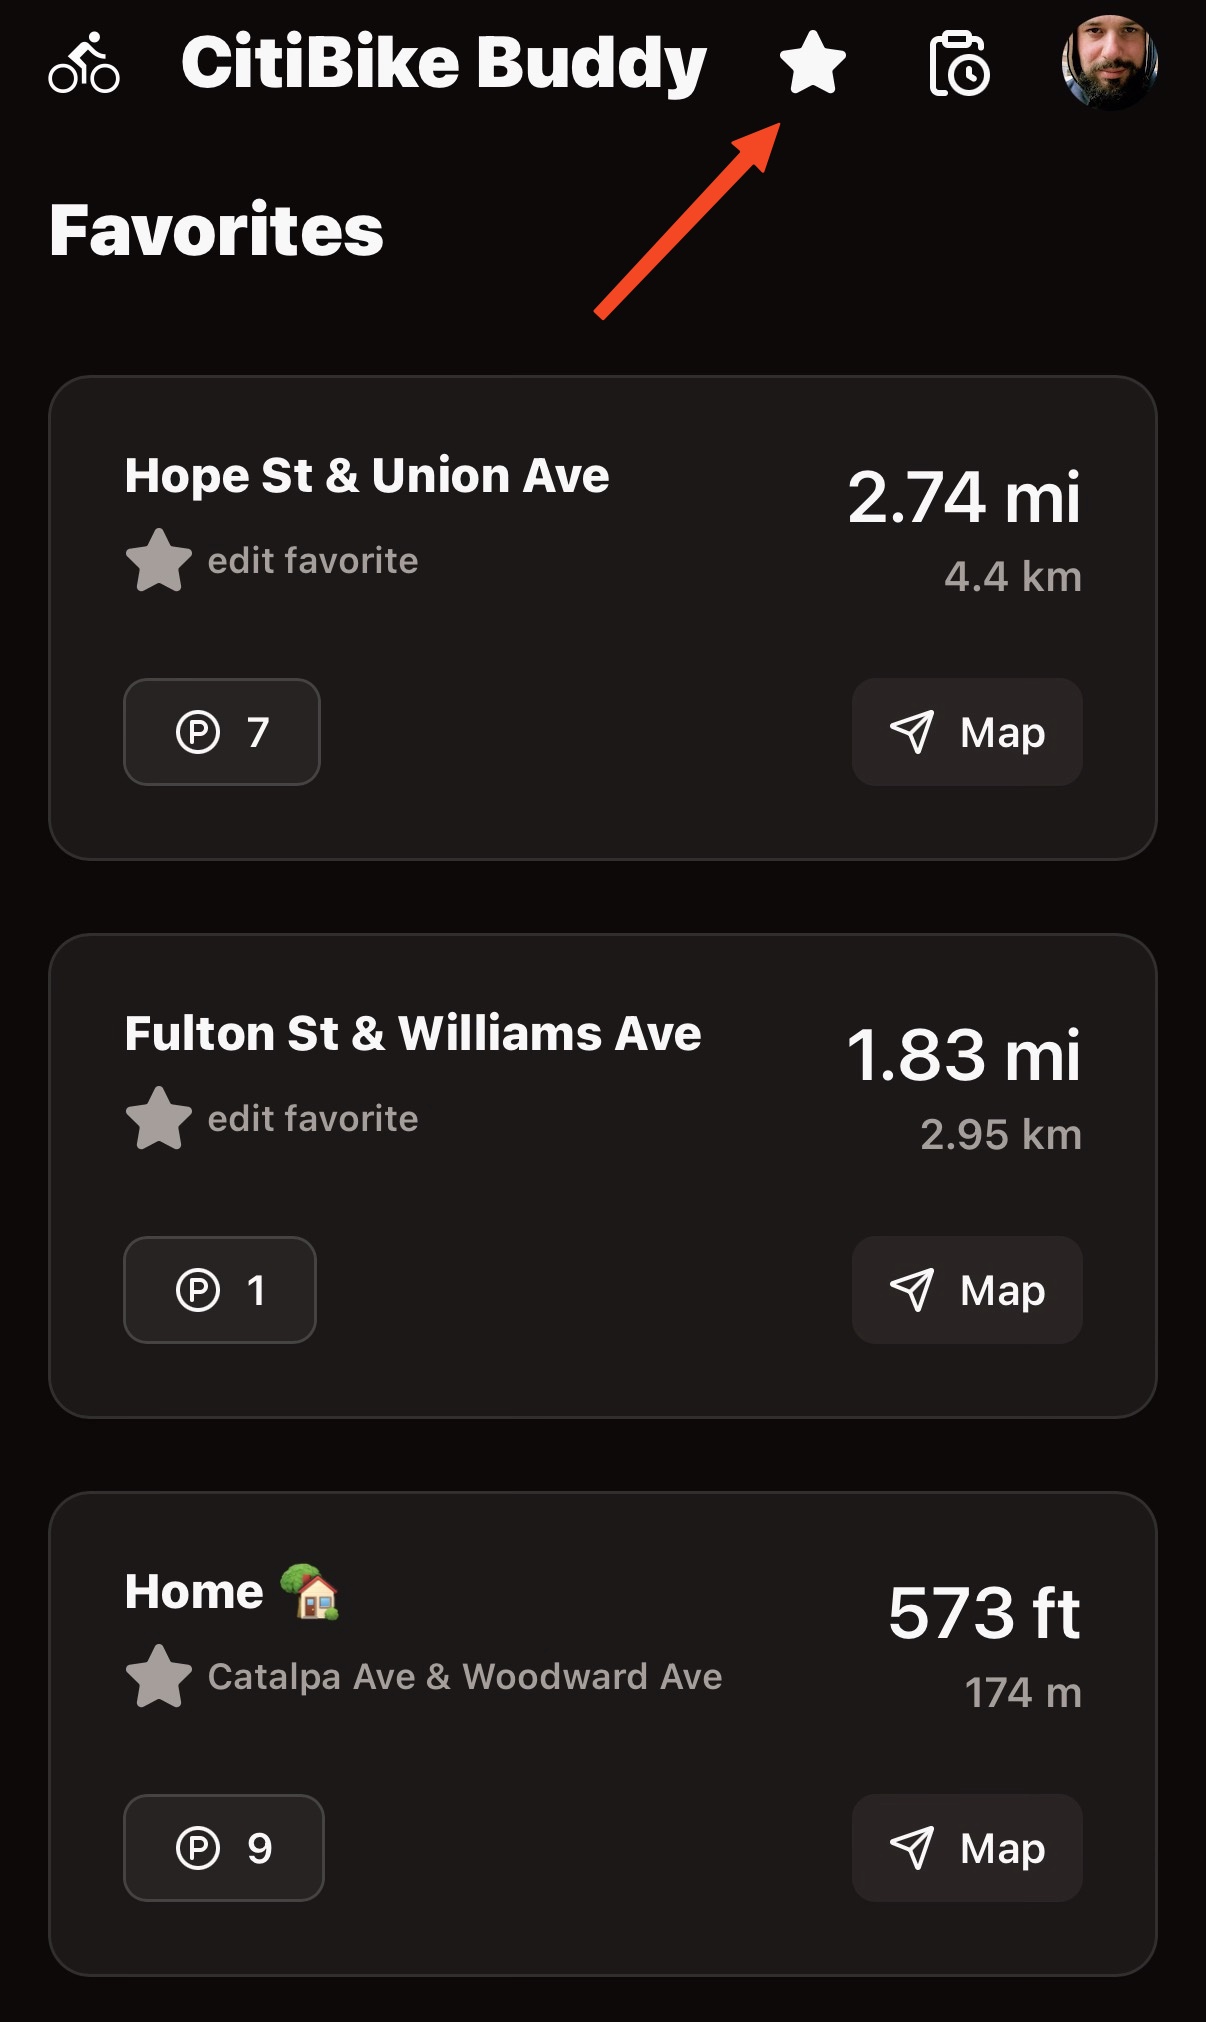 CitiBike Buddy
Favorites
Hope St & Union Ave
2.74 mi
edit favorite
4.4 km
P 7
Map
Fulton St & Williams Ave
1.83 mi
edit favorite
2.95 km
P 1
Map
Home 🏡
573 ft
Catalpa Ave & Woodward Ave
174 m
P 9
Map